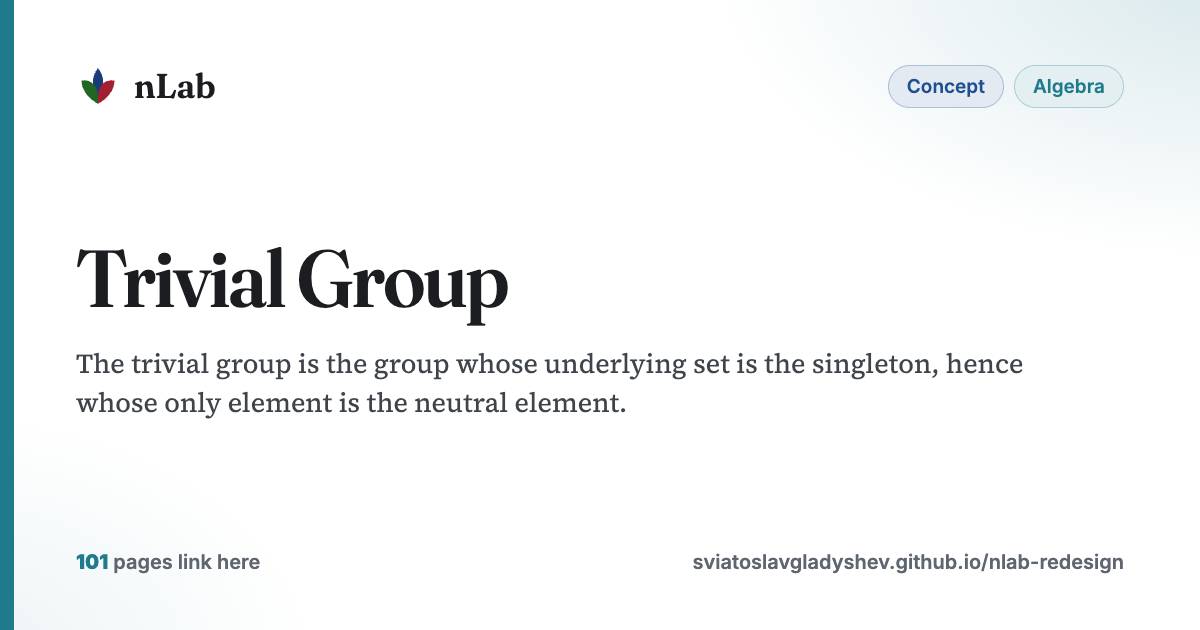 nLab
Concept
Algebra
Trivial Group
The trivial group is the group whose underlying set is the singleton, hence
whose only element is the neutral element.
101 pages link here
sviatoslavgladyshev.github.io/nlab-redesign